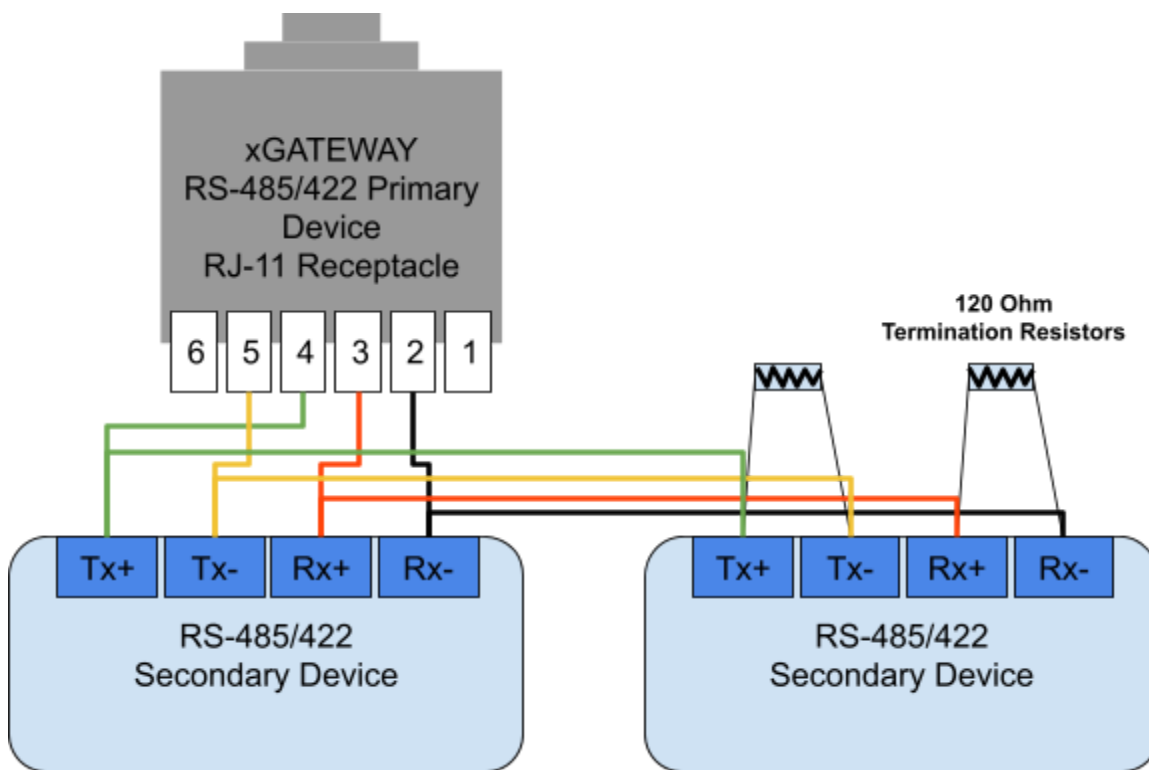 xGATEWAY
RS-485/422 Primary
Device
RJ-11 Receptacle
6 5 4 3 2 1
120 Ohm
Termination Resistors
Tx+ Tx- Rx+ Rx-
RS-485/422
Secondary Device
Tx+ Tx- Rx+ Rx-
RS-485/422
Secondary Device